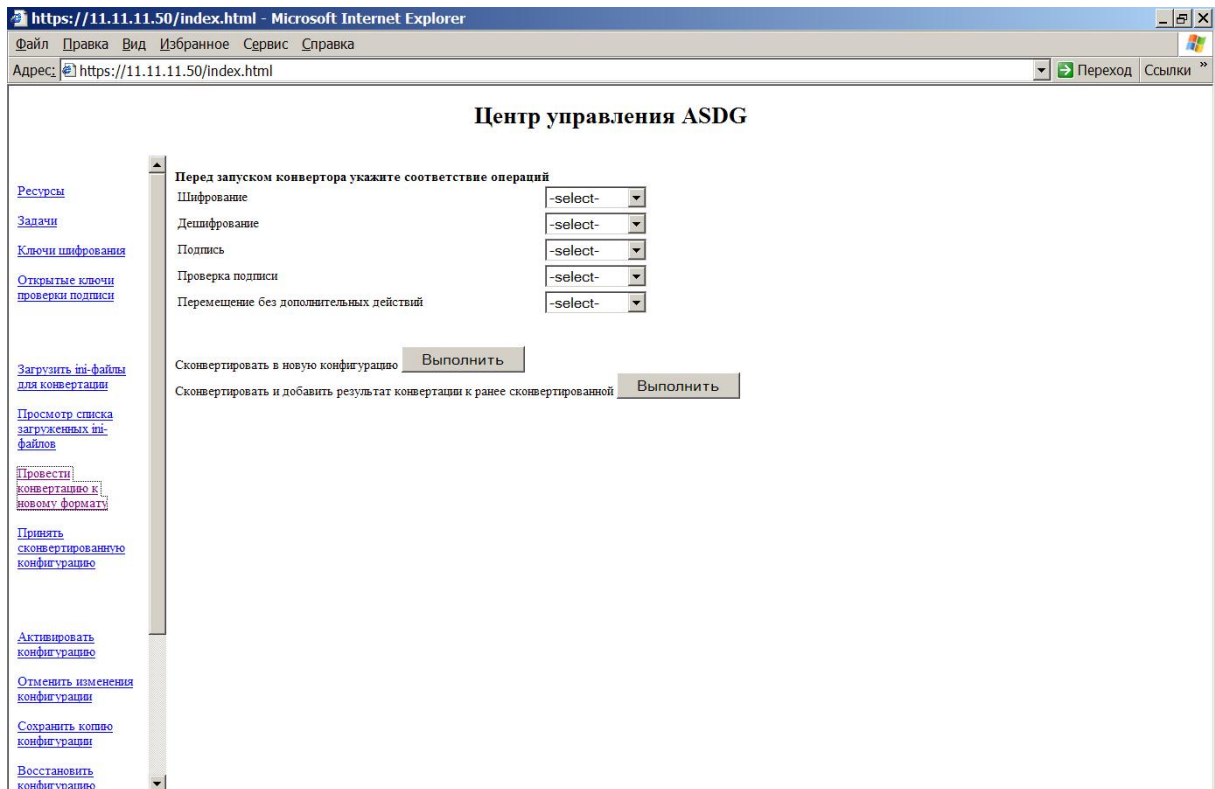 https://11.11.11.50/index.html - Microsoft Internet Explorer
Файл Правка Вид Избранное Сервис Справка
Адрес: https://11.11.11.50/index.html Переход Ссылки »
Центр управления ASDG
Ресурсы
Задачи
Ключи шифрования
Открытые ключи
проверки подписи
Загрузить ini-файлы
для конвертации
Просмотр списка
загруженных ini-
файлов
Провести
конвертацию к
новому формату
Принять
сконвертированную
конфигурацию
Активировать
конфигурацию
Отменить изменения
конфигурации
Сохранить копию
конфигурации
Восстановить
конфигурацию
Перед запуском конвертора укажите соответствие операций
Шифрование -select-
Дешифрование -select-
Подпись -select-
Проверка подписи -select-
Перемещение без дополнительных действий -select-
Сконвертировать в новую конфигурацию Выполнить
Сконвертировать и добавить результат конвертации к ранее сконвертированной Выполнить